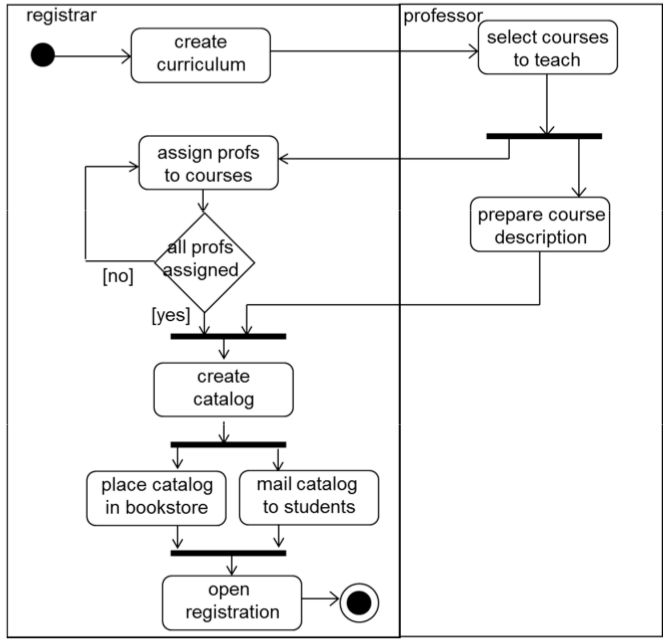 registrar
professor
create
curriculum
select courses
to teach
assign profs
to courses
prepare course
description
all profs
assigned
[no]
[yes]
create
catalog
place catalog
in bookstore
mail catalog
to students
open
registration